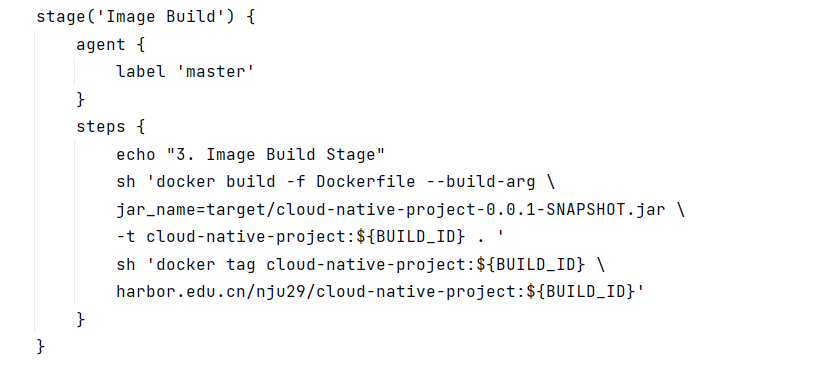 stage('Image Build') {
    agent {
        label 'master'
    }
    steps {
        echo "3. Image Build Stage"
        sh 'docker build -f Dockerfile --build-arg \
        jar_name=target/cloud-native-project-0.0.1-SNAPSHOT.jar \
        -t cloud-native-project:${BUILD_ID} . '
        sh 'docker tag cloud-native-project:${BUILD_ID} \
        harbor.edu.cn/nju29/cloud-native-project:${BUILD_ID}'
    }
}